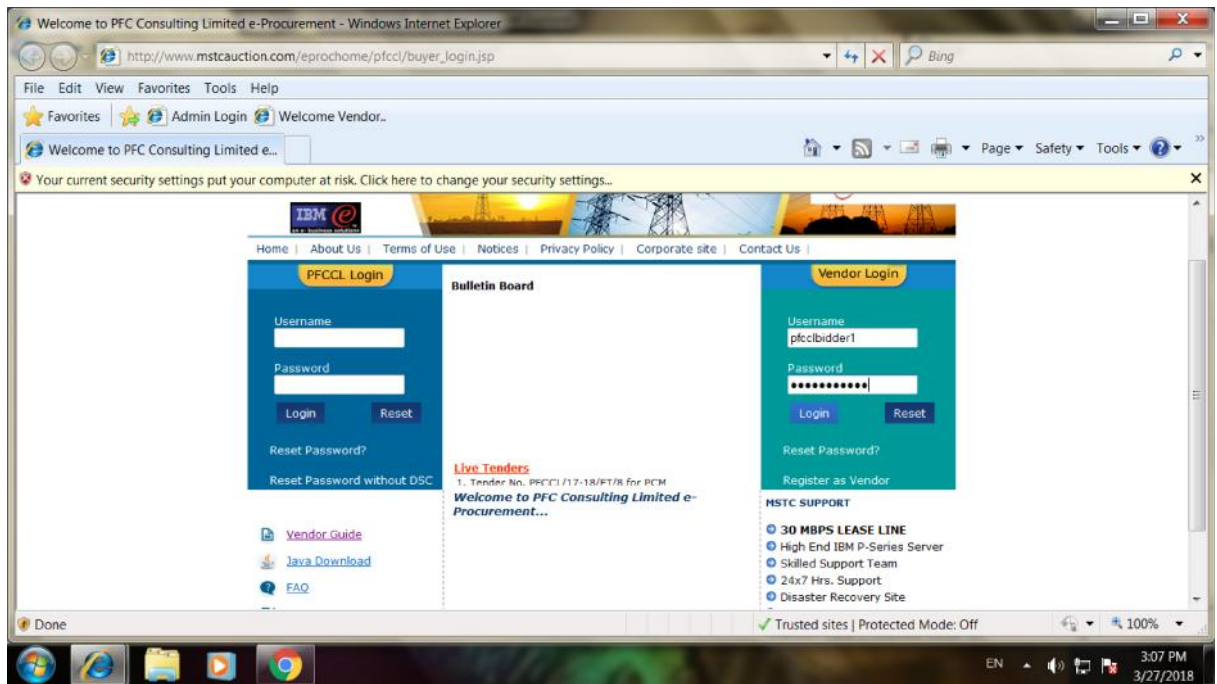 Welcome to PFC Consulting Limited e-Procurement - Windows Internet Explorer
http://www.mstcauction.com/eprochome/pfccl/buyer_login.jsp
Bing
File Edit View Favorites Tools Help
Favorites Admin Login Welcome Vendor..
Welcome to PFC Consulting Limited e...
Page Safety Tools
Your current security settings put your computer at risk. Click here to change your security settings...
IBM e
Home | About Us | Terms of Use | Notices | Privacy Policy | Corporate site | Contact Us |
PFCCL Login
Username
Password
Login Reset
Reset Password?
Reset Password without DSC
Vendor Guide
Java Download
FAQ
Bulletin Board
Live Tenders
1. Tender No. PFCCL/17-18/ET/8 for PCM
Welcome to PFC Consulting Limited e-
Procurement...
Vendor Login
Username
pfcclbidder1
Password
Login Reset
Reset Password?
Register as Vendor
MSTC SUPPORT
30 MBPS LEASE LINE
High End IBM P-Series Server
Skilled Support Team
24x7 Hrs. Support
Disaster Recovery Site
Done
Trusted sites | Protected Mode: Off
100%
EN
3:07 PM
3/27/2018